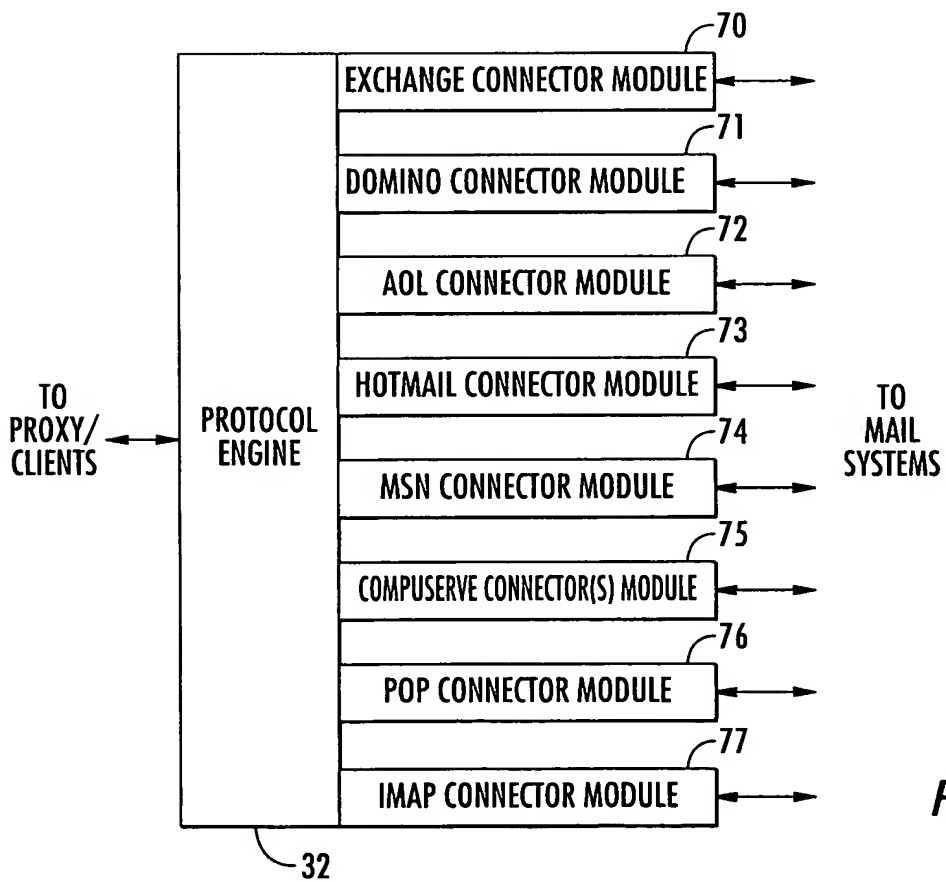 70
EXCHANGE CONNECTOR MODULE
71
DOMINO CONNECTOR MODULE
72
AOL CONNECTOR MODULE
73
HOTMAIL CONNECTOR MODULE
TO
PROXY/
CLIENTS
PROTOCOL
ENGINE
TO
MAIL
SYSTEMS
74
MSN CONNECTOR MODULE
75
COMPUSERVE CONNECTOR(S) MODULE
76
POP CONNECTOR MODULE
77
IMAP CONNECTOR MODULE
32